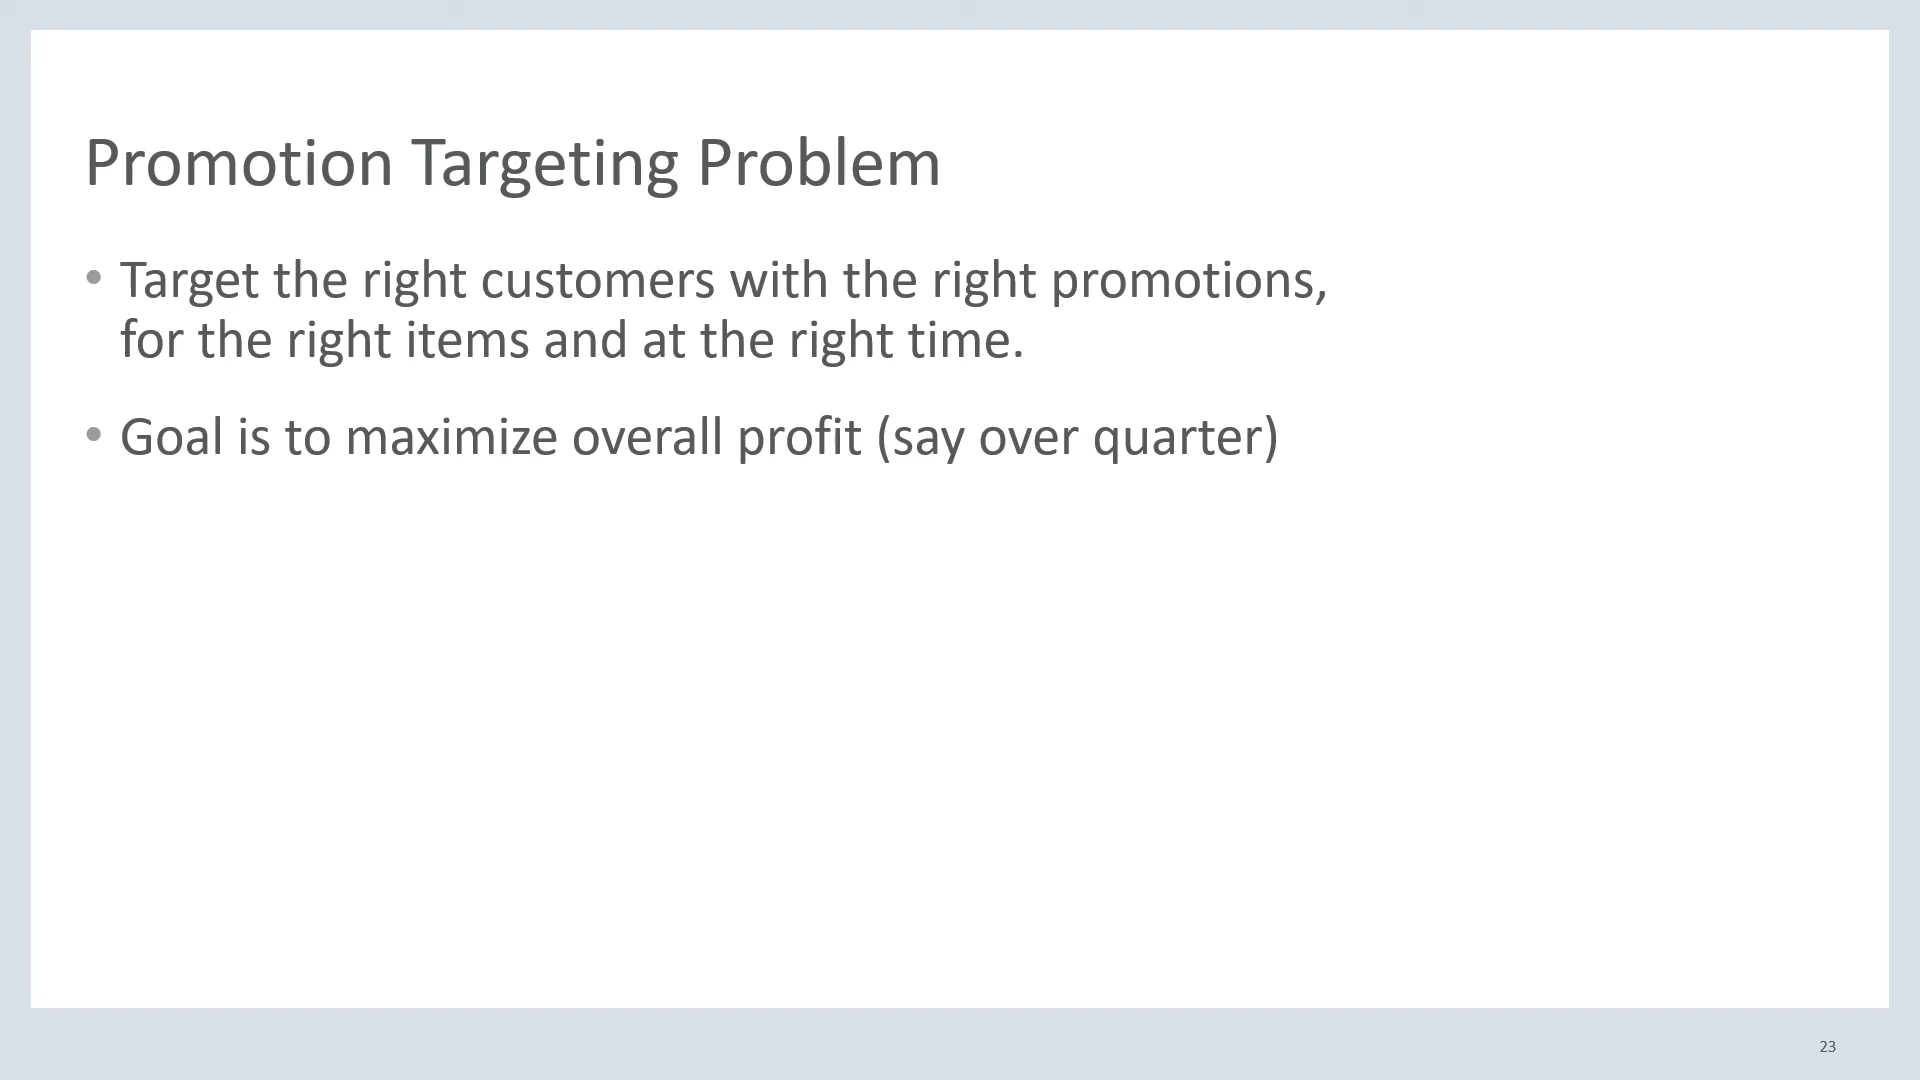 Promotion Targeting Problem
• Target the right customers with the right promotions,
for the right items and at the right time.
• Goal is to maximize overall profit (say over quarter)
23